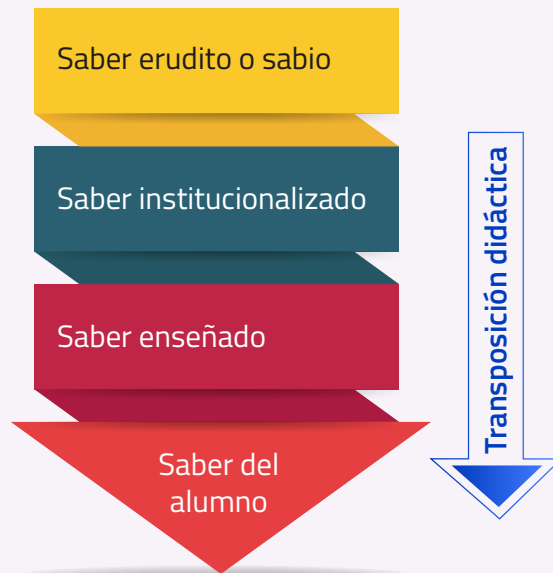 Saber erudito o sabio
Saber institucionalizado
Saber enseñado
Saber del
alumno
Transposición didáctica